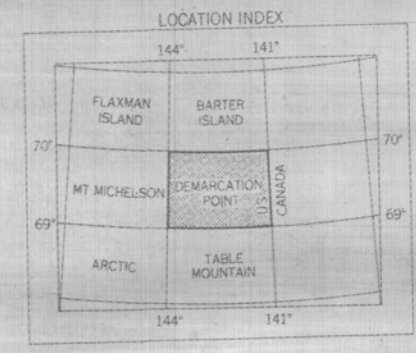 LOCATION INDEX
144° 141°
FLAXMAN ISLAND
BARTER ISLAND
70° 70°
MT MICHELSON
DEMARCATION POINT
US
CANADA
69° 69°
ARCTIC
TABLE MOUNTAIN
144° 141°